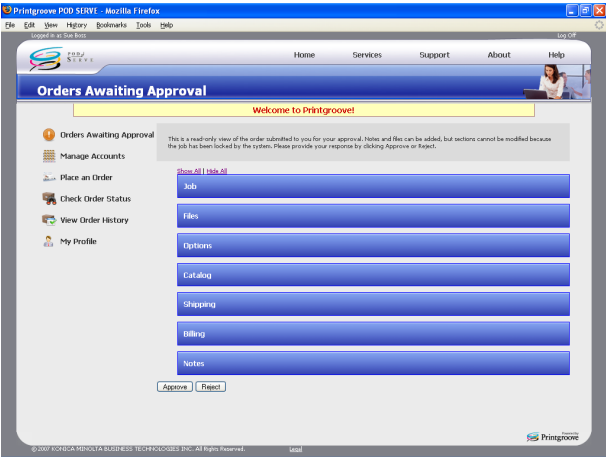 Printgroove POD SERVE - Mozilla Firefox
File Edit View History Bookmarks Tools Help
Logged in as Sue Boss Log Off
POD
SERVE
Home Services Support About Help
Orders Awaiting Approval
Welcome to Printgroove!
Orders Awaiting Approval
Manage Accounts
Place an Order
Check Order Status
View Order History
My Profile
This is a read-only view of the order submitted to you for your approval. Notes and files can be added, but sections cannot be modified because
the job has been locked by the system. Please provide your response by clicking Approve or Reject.
Show All | Hide All
Job
Files
Options
Catalog
Shipping
Billing
Notes
Approve Reject
Powered by
Printgroove
© 2007 KONICA MINOLTA BUSINESS TECHNOLOGIES INC. All Rights Reserved. Legal